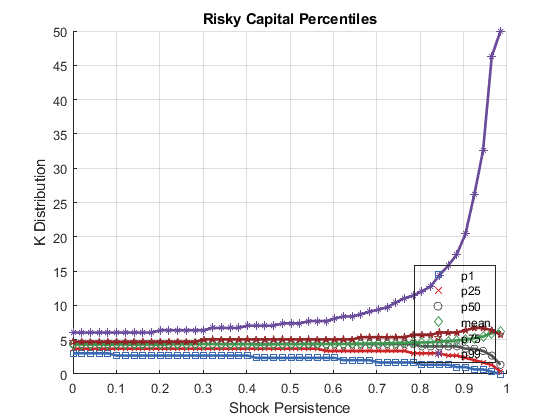 Risky Capital Percentiles
50
45
40
35
30
25
20
15
10
5
0
K Distribution
p1
p25
p50
mean
p75
p99
0 0.1 0.2 0.3 0.4 0.5 0.6 0.7 0.8 0.9 1
Shock Persistence